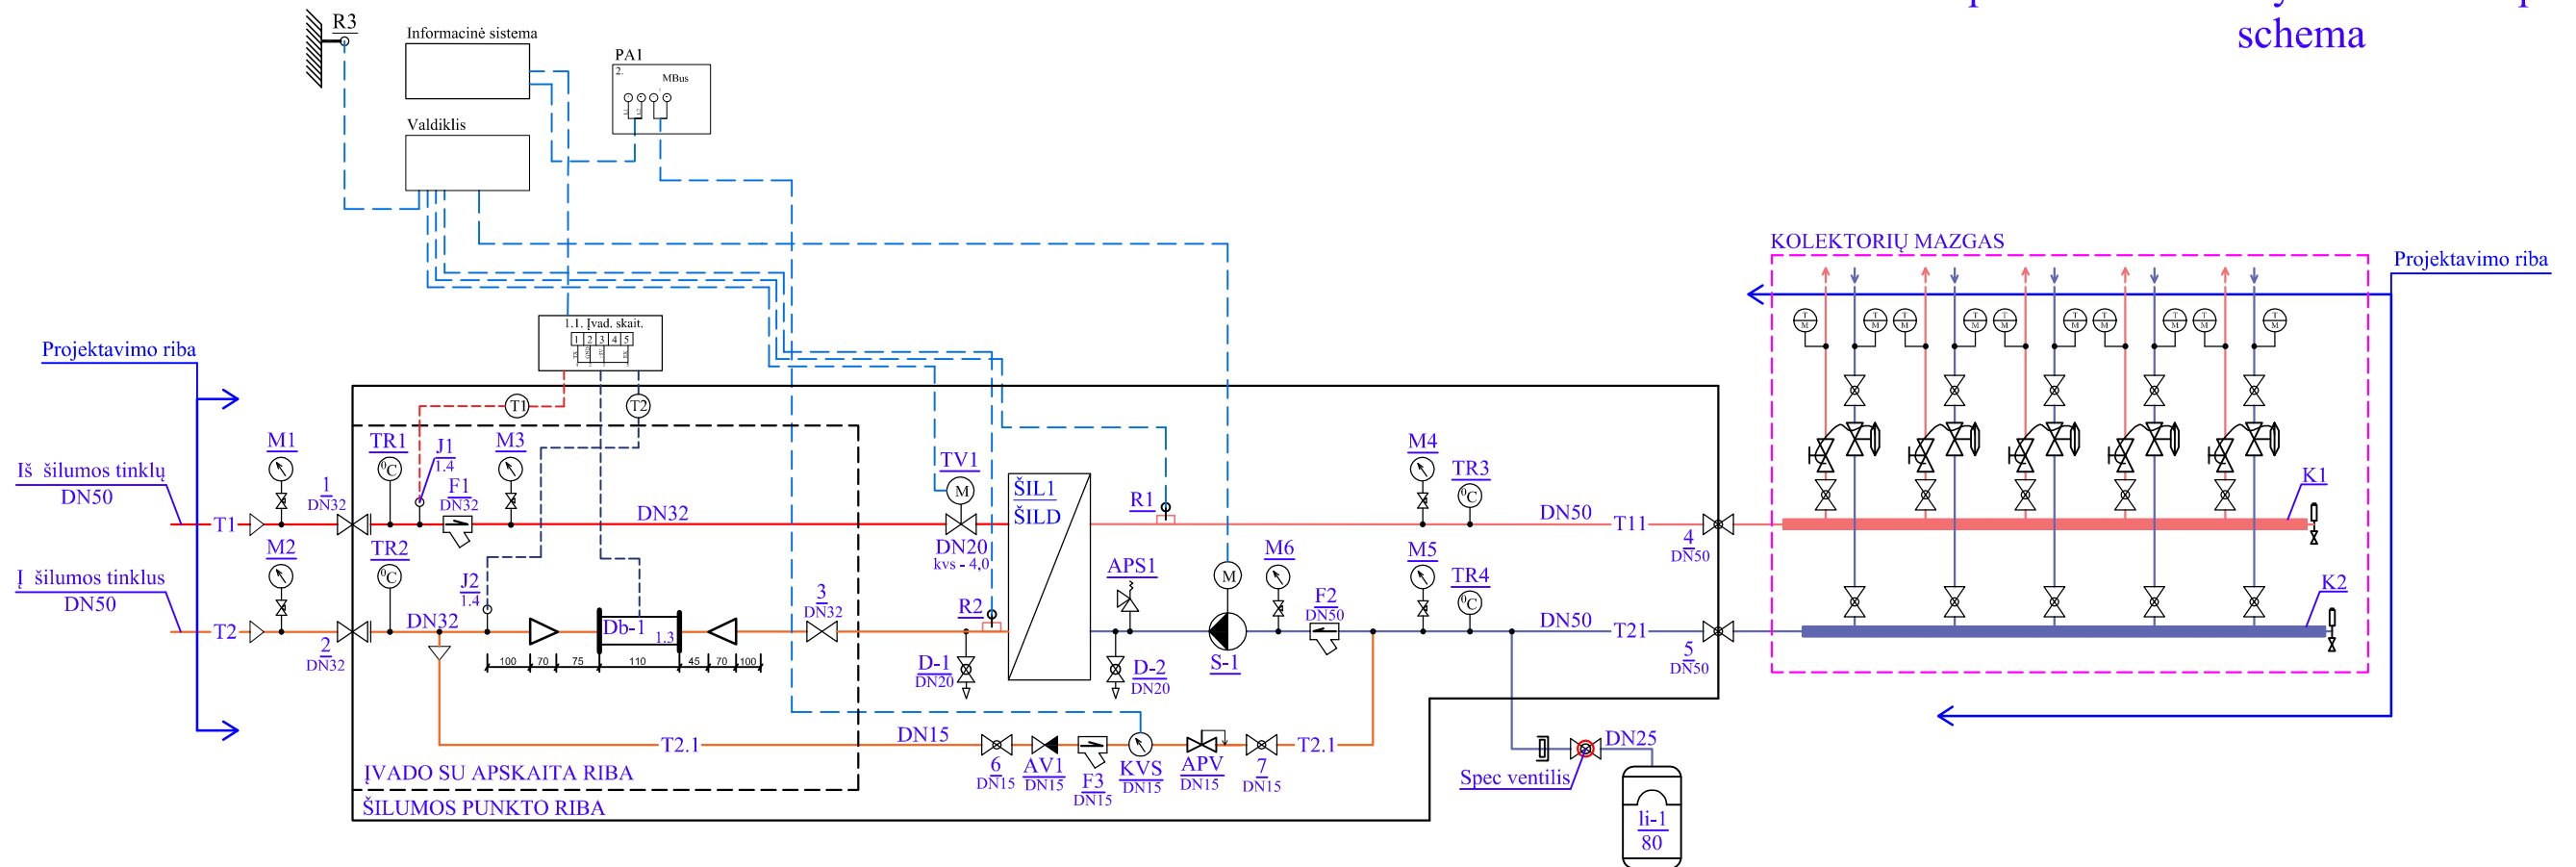 schema
R3
Informacinė sistema
PA1
2.
MBus
Valdiklis
KOLEKTORIŲ MAZGAS
Projektavimo riba
T M T M T M T M T M T M T M T M T M T M
1.1. Įvad. skait.
1 2 3 4 5
Projektavimo riba
T1 T2
M1 TR1 J1 M3 TV1 M4 TR3
1.4
Iš šilumos tinklų
DN50
1
DN32
F1
DN32
⁰C
M
ŠIL1
ŠILD
R1
⁰C
K1
T1
DN32
DN50
T11
DN20
kvs - 4,0
4
DN50
M2 TR2 J2 APS1 M6 M5 TR4
1.4
Į šilumos tinklus
DN50
⁰C
3
DN32
R2
M
F2
DN50
⁰C
K2
T2
DN32
Db-1
1.3
DN50
T21
2
DN32
100 70 75 110 45 70 100
D-1
DN20
D-2
DN20
S-1
5
DN50
T2.1
DN15
T2.1
6
DN15
AV1
DN15
F3
DN15
KVS
DN15
APV
DN15
7
DN15
DN25
Spec ventilis
ĮVADO SU APSKAITA RIBA
ŠILUMOS PUNKTO RIBA
li-1
80